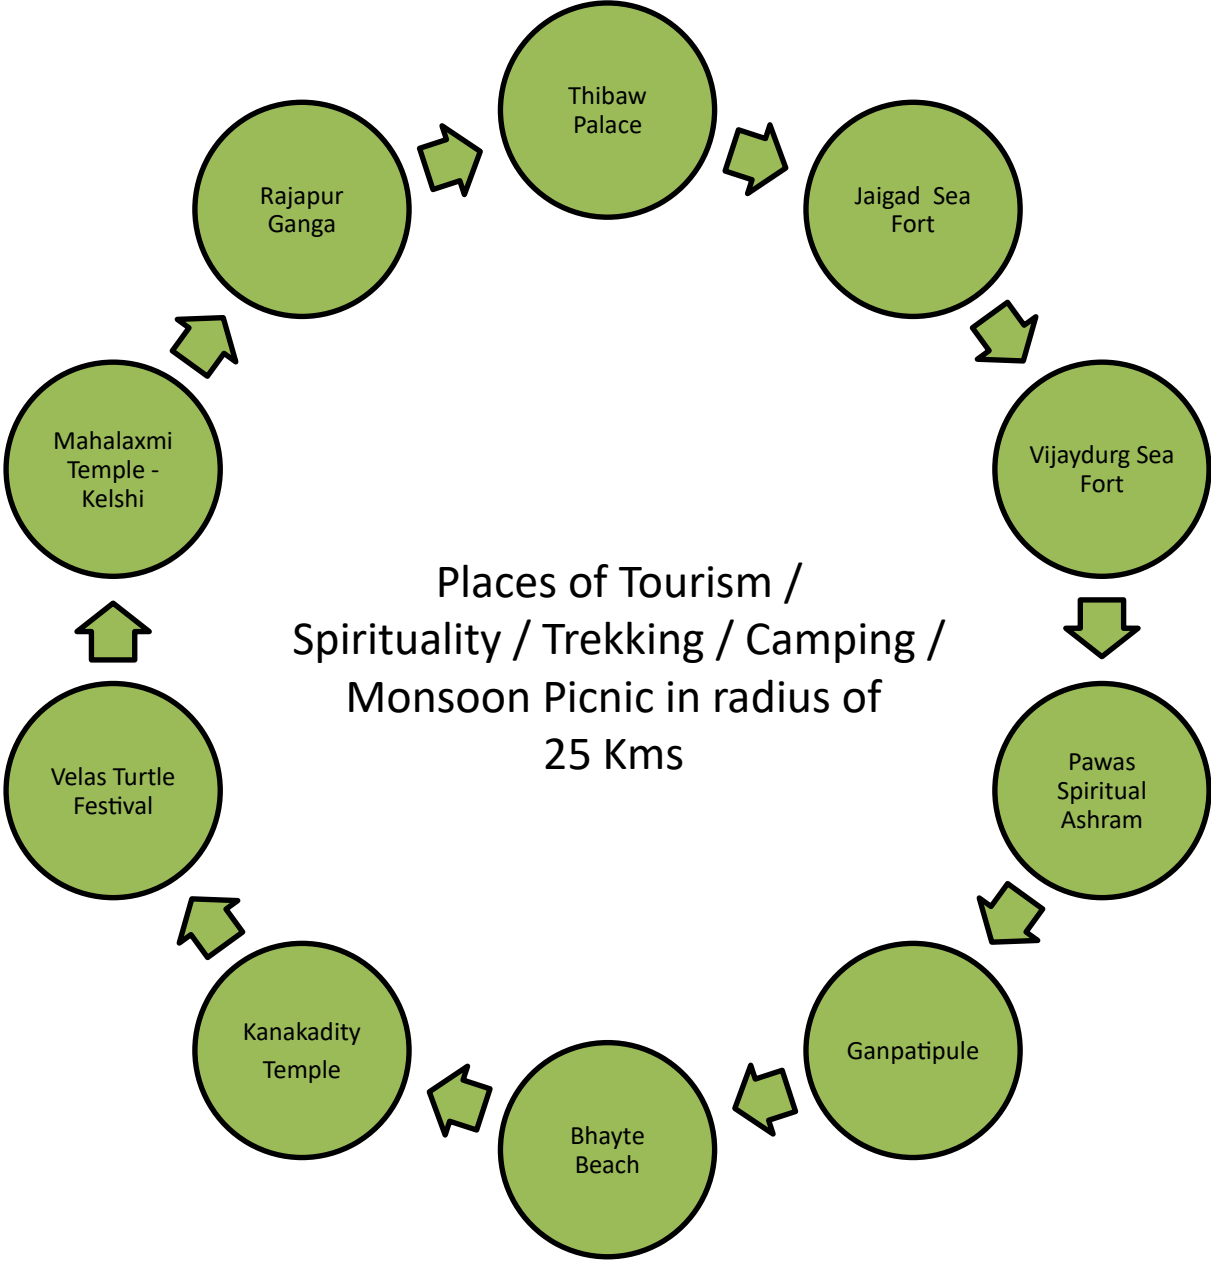 Thibaw
Palace
Jaigad  Sea
Fort
Vijaydurg Sea
Fort
Pawas
Spiritual
Ashram
Ganpatipule
Bhayte
Beach
Kanakadity
Temple
Velas Turtle
Festival
Mahalaxmi
Temple -
Kelshi
Rajapur
Ganga
Places of Tourism /
Spirituality / Trekking / Camping /
Monsoon Picnic in radius of
25 Kms